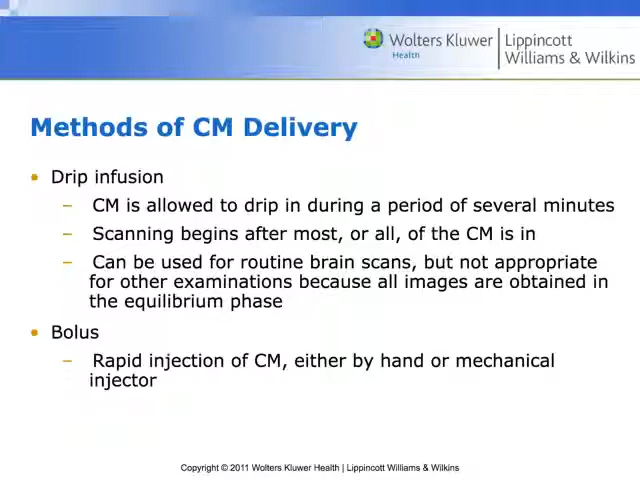 Wolters Kluwer
Health
Lippincott
Williams & Wilkins
Methods of CM Delivery
• Drip infusion
– CM is allowed to drip in during a period of several minutes
– Scanning begins after most, or all, of the CM is in
– Can be used for routine brain scans, but not appropriate
for other examinations because all images are obtained in
the equilibrium phase
• Bolus
– Rapid injection of CM, either by hand or mechanical
injector
Copyright © 2011 Wolters Kluwer Health | Lippincott Williams & Wilkins